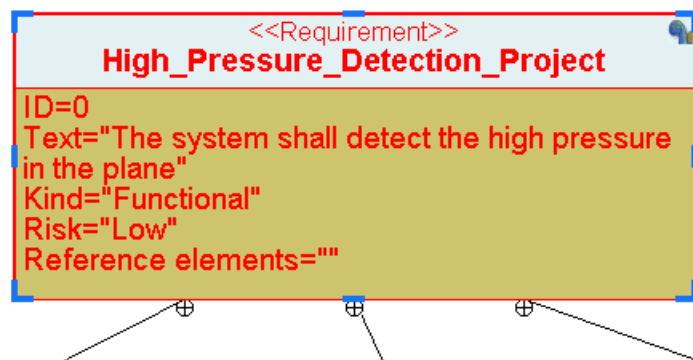 <<Requirement>>
High_Pressure_Detection_Project
ID=0
Text="The system shall detect the high pressure
in the plane"
Kind="Functional"
Risk="Low"
Reference elements=""